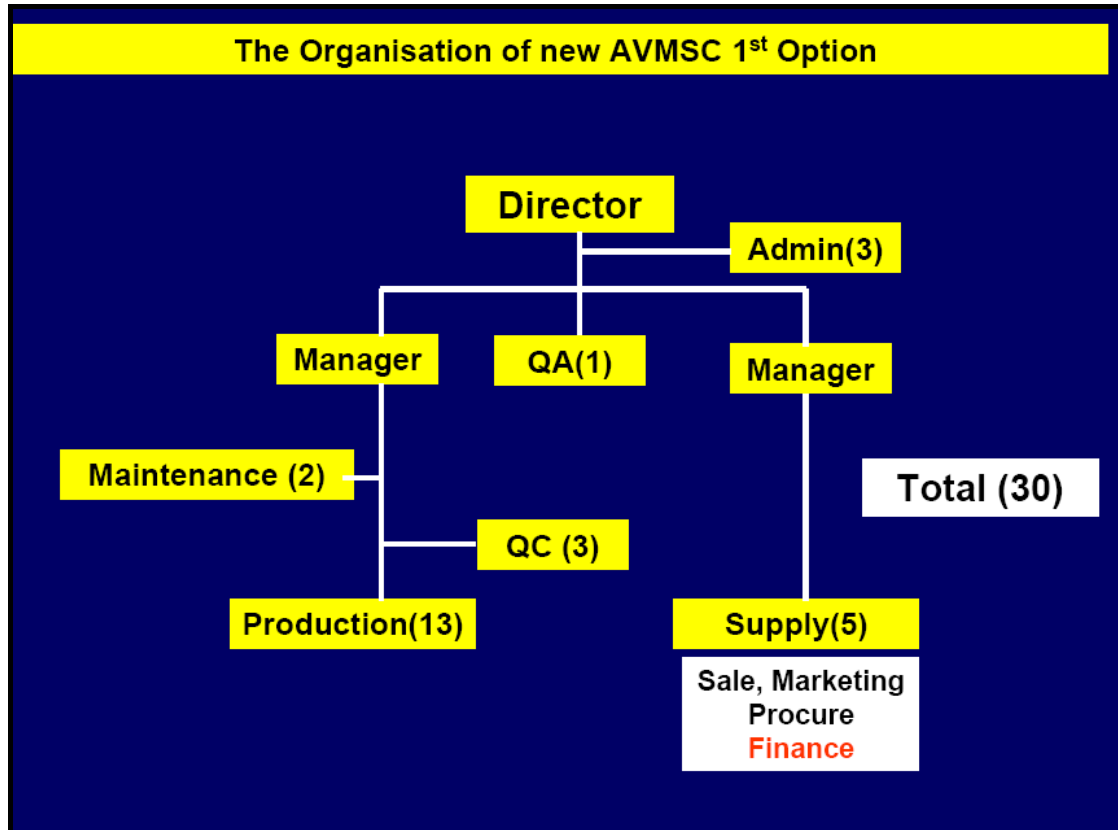 The Organisation of new AVMSC 1st Option
Director
Admin(3)
Manager
QA(1)
Manager
Maintenance (2)
Total (30)
QC (3)
Production(13)
Supply(5)
Sale, Marketing
Procure
Finance